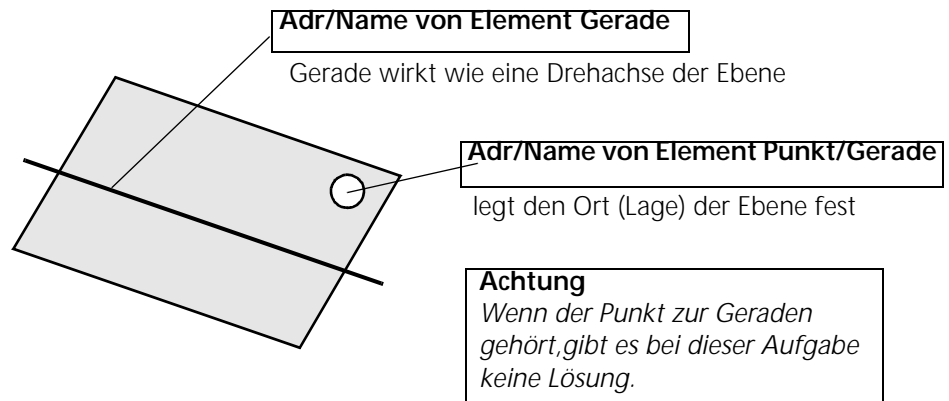 Adr/Name von Element Gerade
Gerade wirkt wie eine Drehachse der Ebene
Adr/Name von Element Punkt/Gerade
legt den Ort (Lage) der Ebene fest
Achtung
Wenn der Punkt zur Geraden
gehört,gibt es bei dieser Aufgabe
keine Lösung.